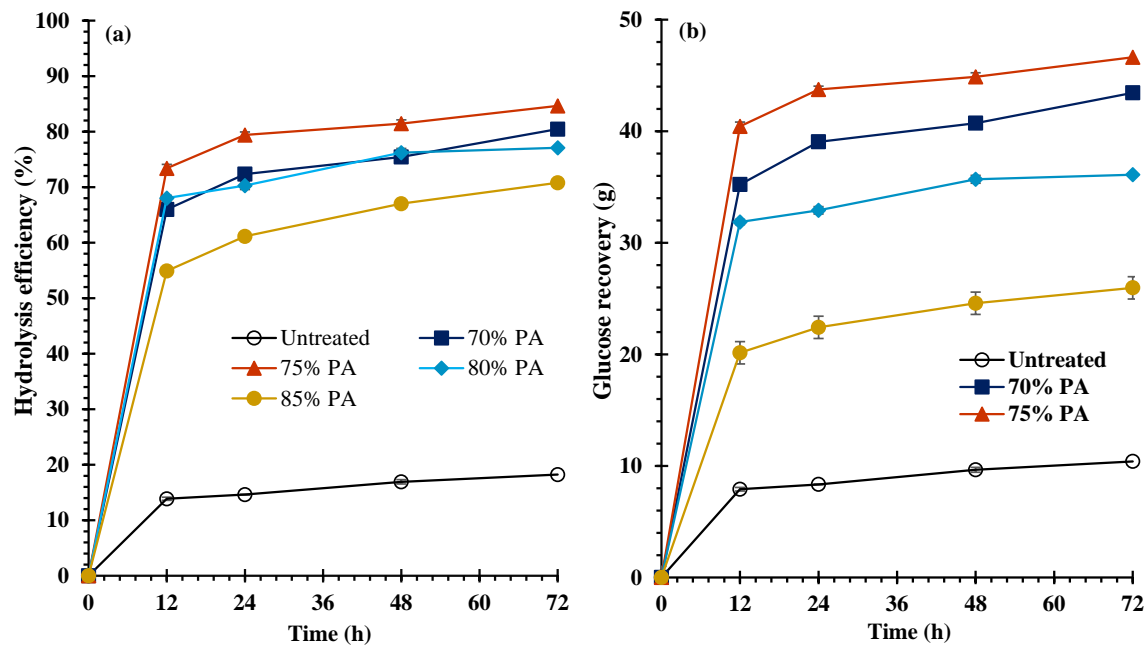 (a)
Hydrolysis efficiency (%)
100
90
80
70
60
50
40
30
20
10
0
Untreated
70% PA
75% PA
80% PA
85% PA
0 12 24 36 48 60 72
Time (h)
(b)
Glucose recovery (g)
50
40
30
20
10
0
Untreated
70% PA
75% PA
0 12 24 36 48 60 72
Time (h)